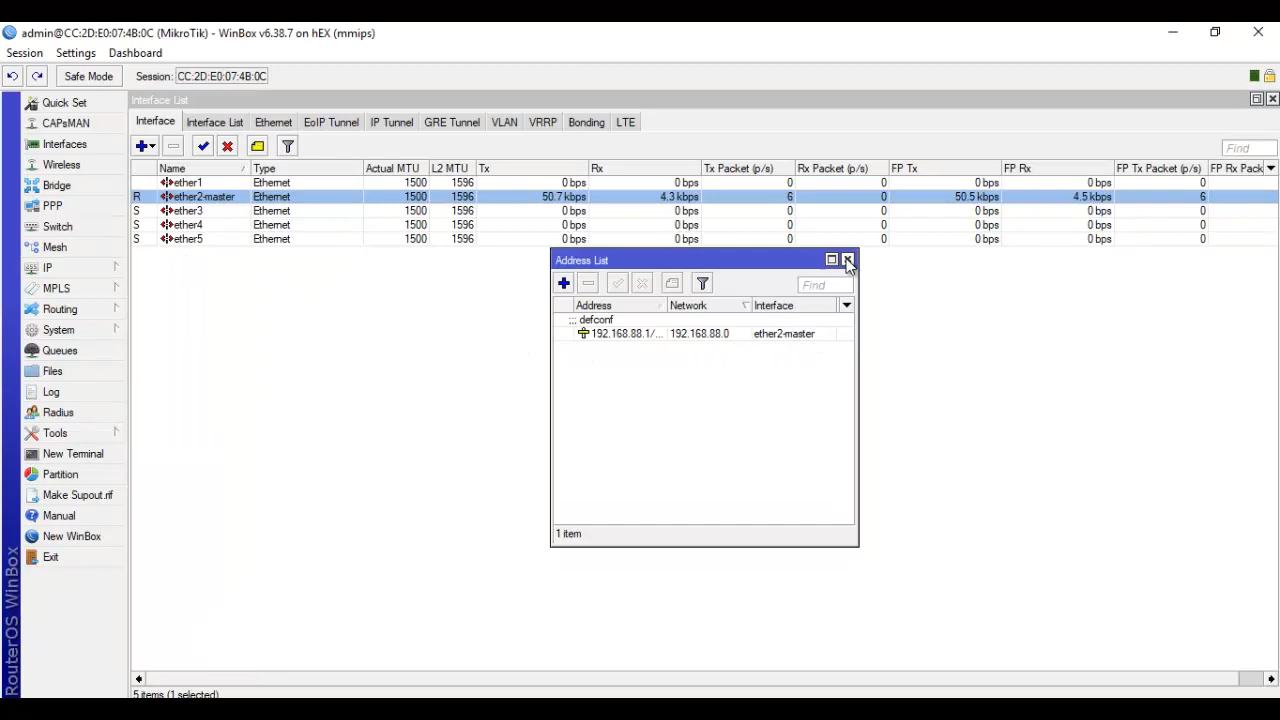 admin@CC:2D:E0:07:4B:0C (MikroTik) - WinBox v6.38.7 on hEX (mmips)
Session Settings Dashboard
Safe Mode Session: CC:2D:E0:07:4B:0C
Quick Set
CAPsMAN
Interfaces
Wireless
Bridge
PPP
Switch
Mesh
IP
MPLS
Routing
System
Queues
Files
Log
Radius
Tools
New Terminal
Partition
Make Supout.rif
Manual
New WinBox
Exit
RouterOS WinBox
Interface List
Interface Interface List Ethernet EoIP Tunnel IP Tunnel GRE Tunnel VLAN VRRP Bonding LTE
Find
Name Type Actual MTU L2 MTU Tx Rx Tx Packet (p/s) Rx Packet (p/s) FP Tx FP Rx FP Tx Packet (p/s) FP Rx Pack
ether1 Ethernet 1500 1596 0 bps 0 bps 0 0 0 bps 0 bps 0
R ether2-master Ethernet 1500 1596 50.7 kbps 4.3 kbps 6 0 50.5 kbps 4.5 kbps 6
S ether3 Ethernet 1500 1596 0 bps 0 bps 0 0 0 bps 0 bps 0
S ether4 Ethernet 1500 1596 0 bps 0 bps 0 0 0 bps 0 bps 0
S ether5 Ethernet 1500 1596 0 bps 0 bps 0 0 0 bps 0 bps 0
Address List
Find
Address Network Interface
::: defconf
192.168.88.1/... 192.168.88.0 ether2-master
1 item
5 items (1 selected)